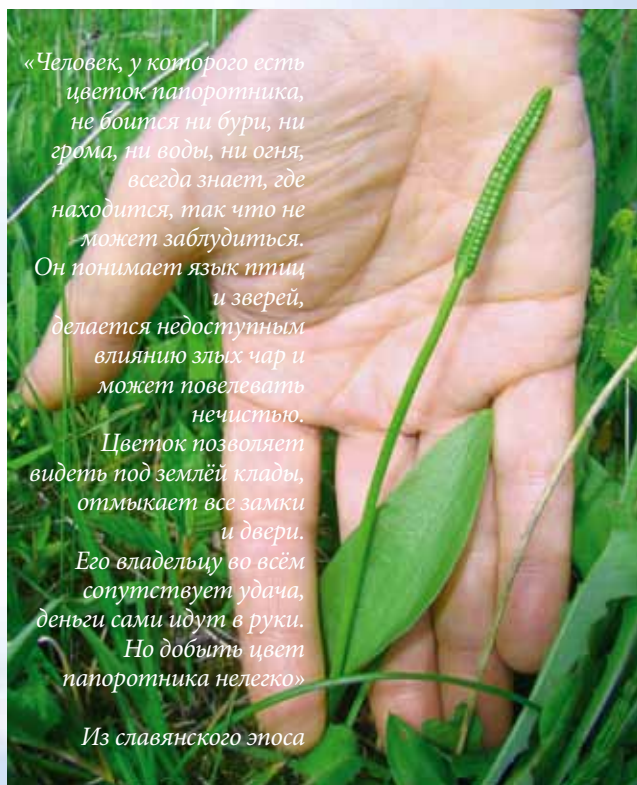 «Человек, у которого есть
цветок папоротника,
не боится ни бури, ни
грома, ни воды, ни огня,
всегда знает, где
находится, так что не
может заблудиться.
Он понимает язык птиц
и зверей,
делается недоступным
влиянию злых чар и
может повелевать
нечистью.
Цветок позволяет
видеть под землёй клады,
отмыкает все замки
и двери.
Его владельцу во всём
сопутствует удача,
деньги сами идут в руки.
Но добыть цвет
папоротника нелегко»
Из славянского эпоса